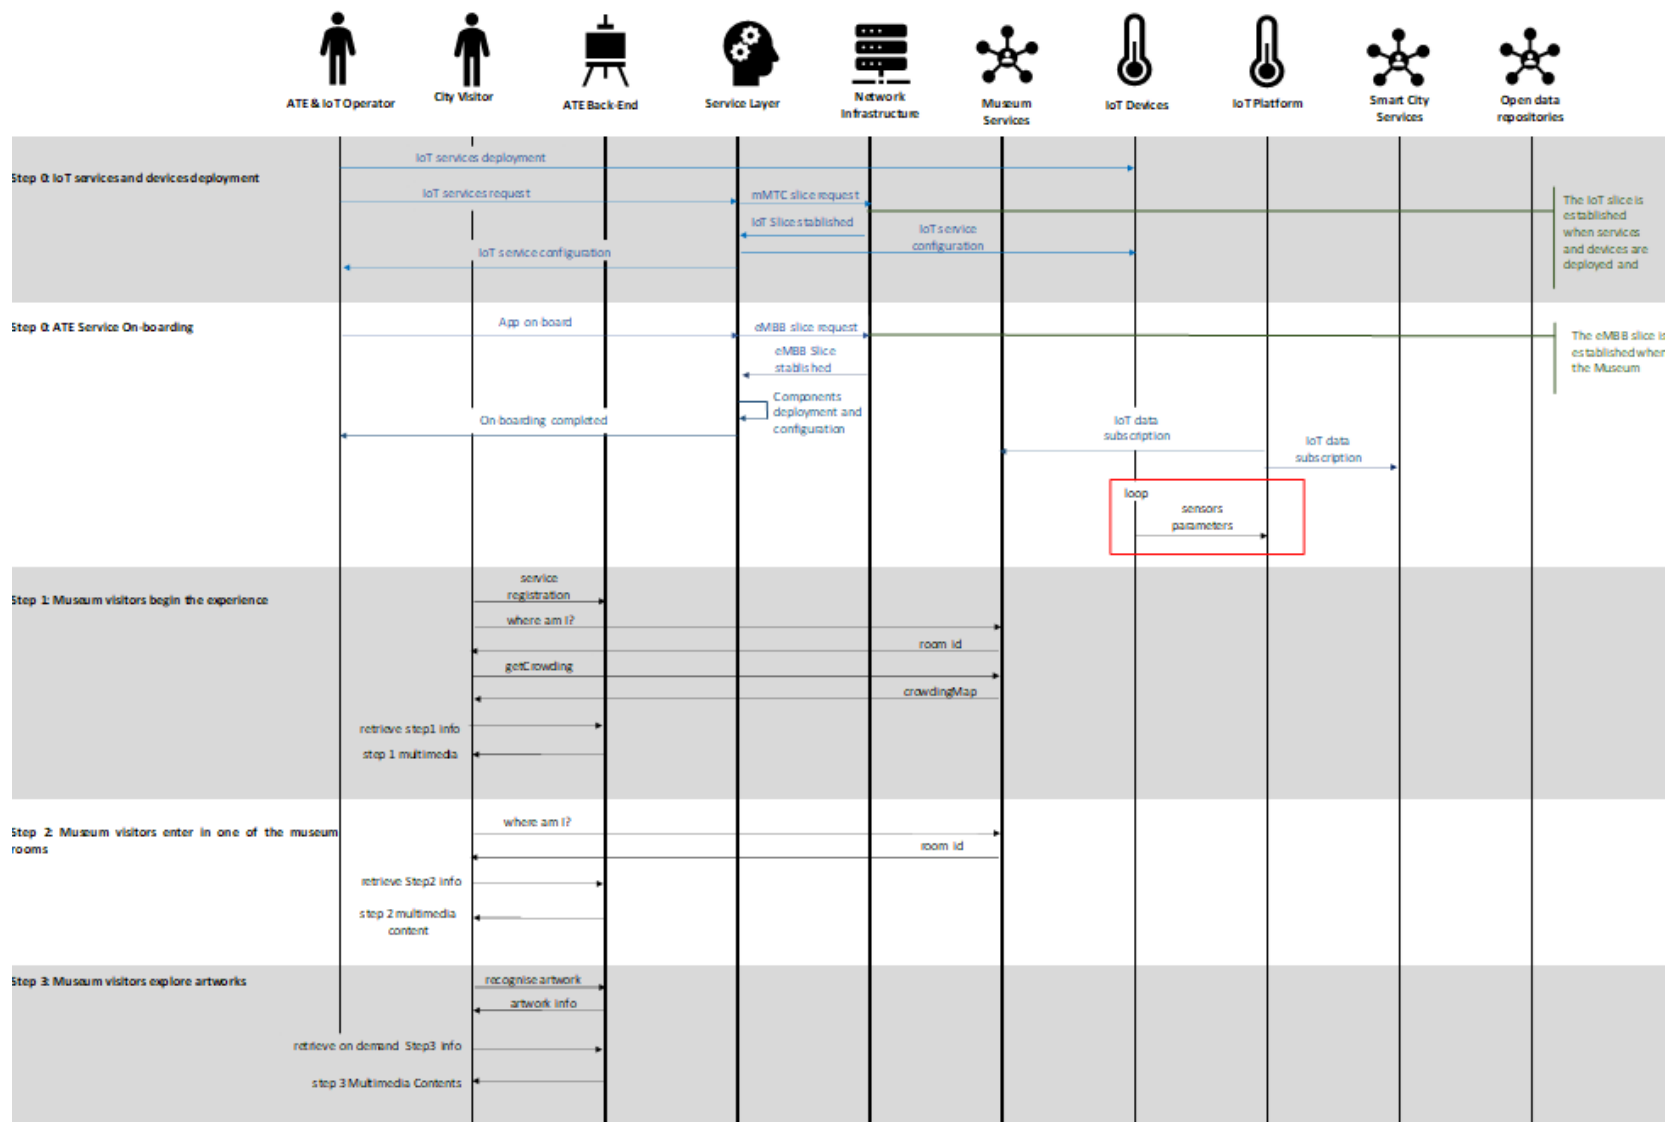 ATE & IoT Operator
City Visitor
ATE Back-End
Service Layer
Network
Infrastructure
Museum
Services
IoT Devices
IoT Platform
Smart City
Services
Open data
repositories
Step 0: IoT services and devices deployment
IoT services deployment
IoT services request
mMTC slice request
IoT Slice stablished
IoT service
configuration
IoT service configuration
The IoT slice is
established
when services
and devices are
deployed and
Step 0: ATE Service On-boarding
App on board
eMBB slice request
The eMBB slice is
established when
the Museum
eMBB Slice
stablished
Components
deployment and
configuration
On boarding completed
IoT data
subscription
IoT data
subscription
loop
sensors
parameters
Step 1: Museum visitors begin the experience
service
registration
where am I?
room id
getCrowding
crowdingMap
retrieve step1 info
step 1 multimedia
Step 2: Museum visitors enter in one of the museum
rooms
where am I?
room id
retrieve Step2 info
step 2 multimedia
content
Step 3: Museum visitors explore artworks
recognise artwork
artwork info
retrieve on demand Step3 info
step 3 Multimedia Contents